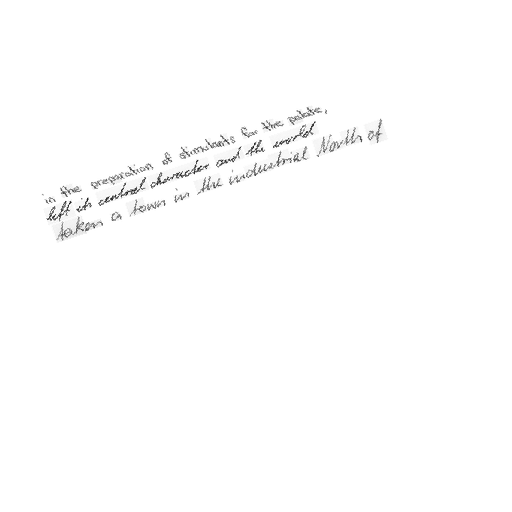 in the preparation of stimulants for the palate,
left its central character and the world
taken a town in the industrial North of